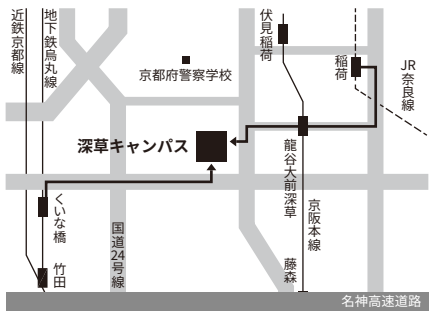 近鉄京都線
地下鉄烏丸線
伏見稲荷
稲荷
JR奈良線
京都府警察学校
深草キャンパス
龍谷大前深草
くいな橋
国道24号線
京阪本線
竹田
藤森
名神高速道路